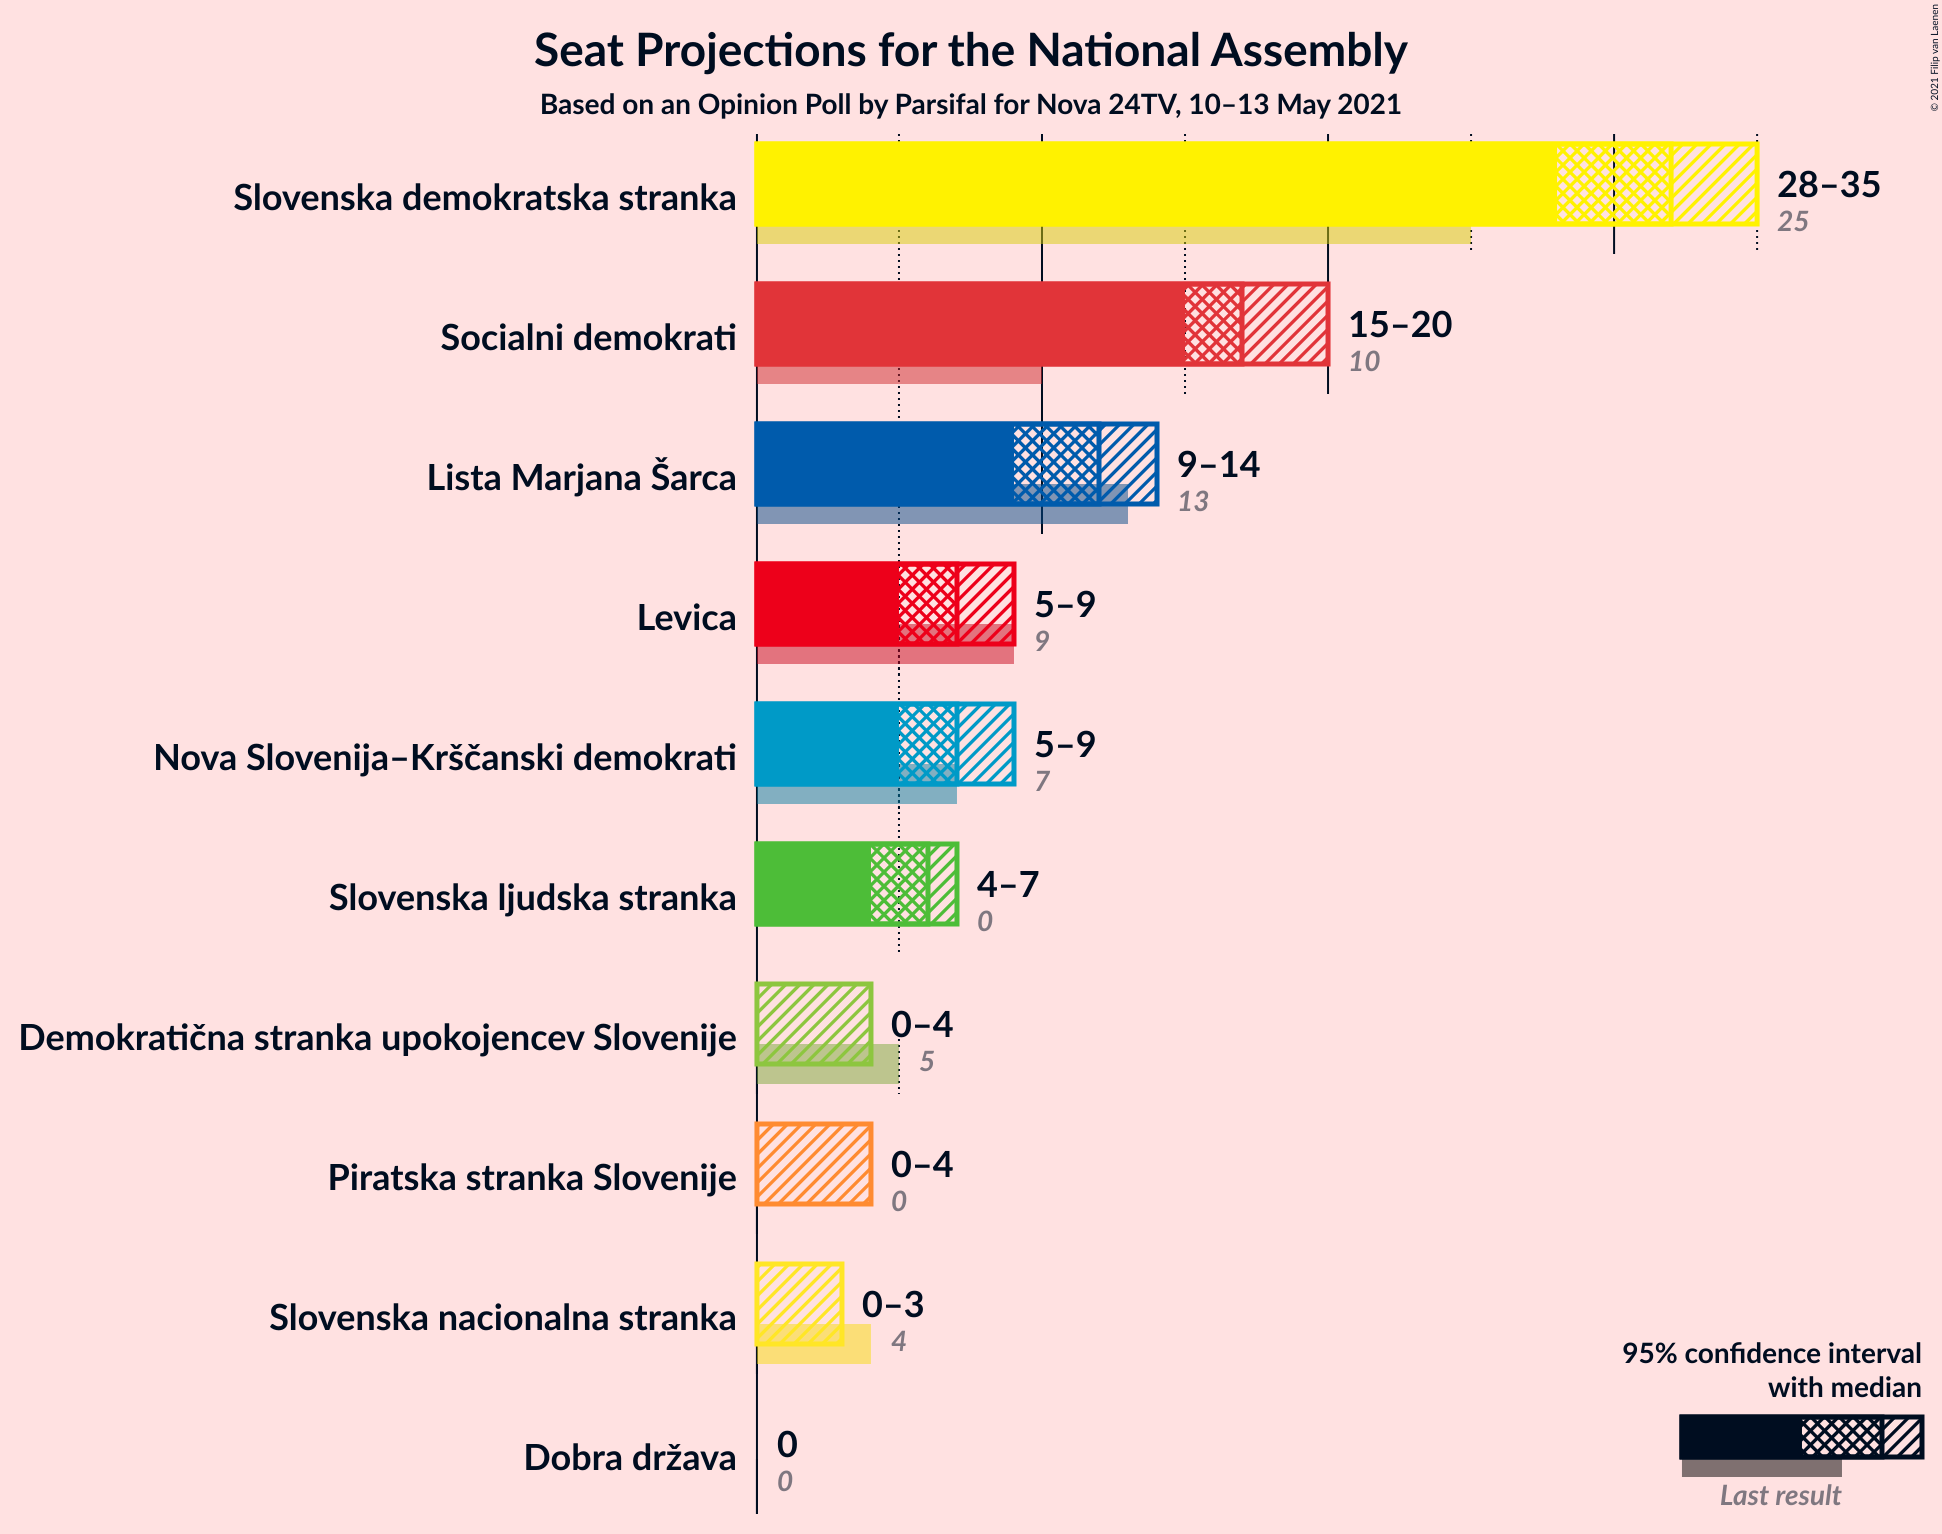 © 2021 Filip van Laenen
Seat Projections for the National Assembly
Based on an Opinion Poll by Parsifal for Nova 24TV, 10–13 May 2021
Slovenska demokratska stranka
28–35
25
Socialni demokrati
15–20
10
Lista Marjana Šarca
9–14
13
Levica
5–9
9
Nova Slovenija–Krščanski demokrati
5–9
7
Slovenska ljudska stranka
4–7
0
Demokratična stranka upokojencev Slovenije
0–4
5
Piratska stranka Slovenije
0–4
0
Slovenska nacionalna stranka
0–3
4
Dobra država
0
0
95% confidence interval
with median
Last result